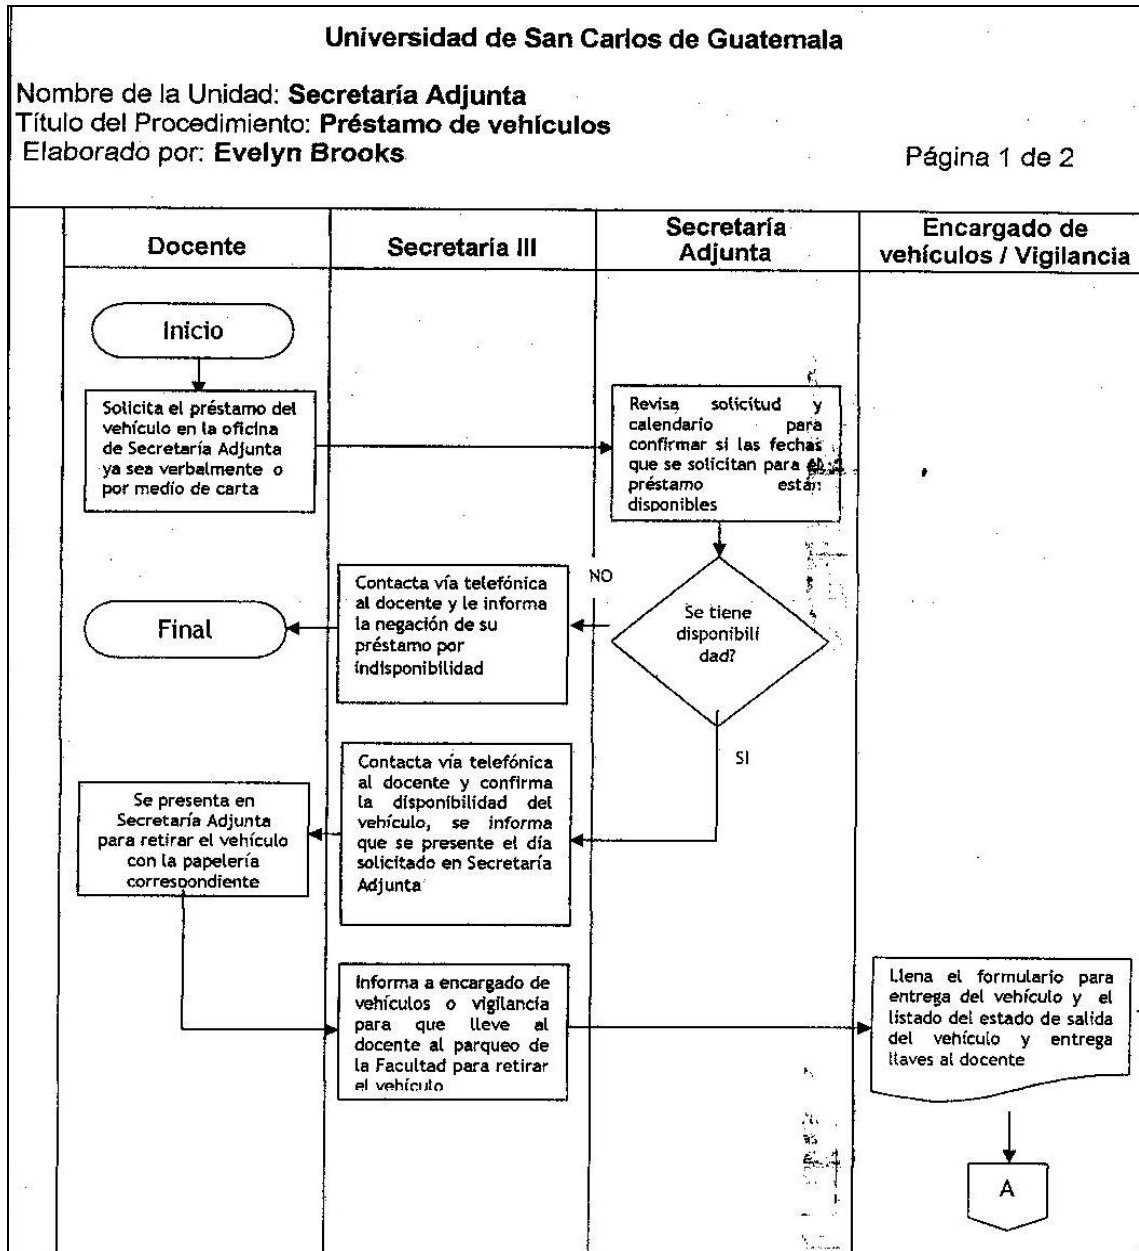 Universidad de San Carlos de Guatemala
Nombre de la Unidad: Secretaría Adjunta
Título del Procedimiento: Préstamo de vehículos
Elaborado por: Evelyn Brooks
Página 1 de 2
Docente
Secretaría III
Secretaría
Adjunta
Encargado de
vehículos / Vigilancia
Inicio
Solicita el préstamo del
vehículo en la oficina
de Secretaría Adjunta
ya sea verbalmente o
por medio de carta
Revisa solicitud y
calendario para
confirmar si las fechas
que se solicitan para el
préstamo están
disponibles
Se tiene
disponibili
dad?
NO
Contacta vía telefónica
al docente y le informa
la negación de su
préstamo por
indisponibilidad
Final
SI
Contacta vía telefónica
al docente y confirma
la disponibilidad del
vehículo, se informa
que se presente el día
solicitado en Secretaría
Adjunta
Se presenta en
Secretaría Adjunta
para retirar el vehículo
con la papelería
correspondiente
Informa a encargado de
vehículos o vigilancia
para que lleve al
docente al parqueo de
la Facultad para retirar
el vehículo
Llena el formulario para
entrega del vehículo y el
listado del estado de salida
del vehículo y entrega
llaves al docente
A